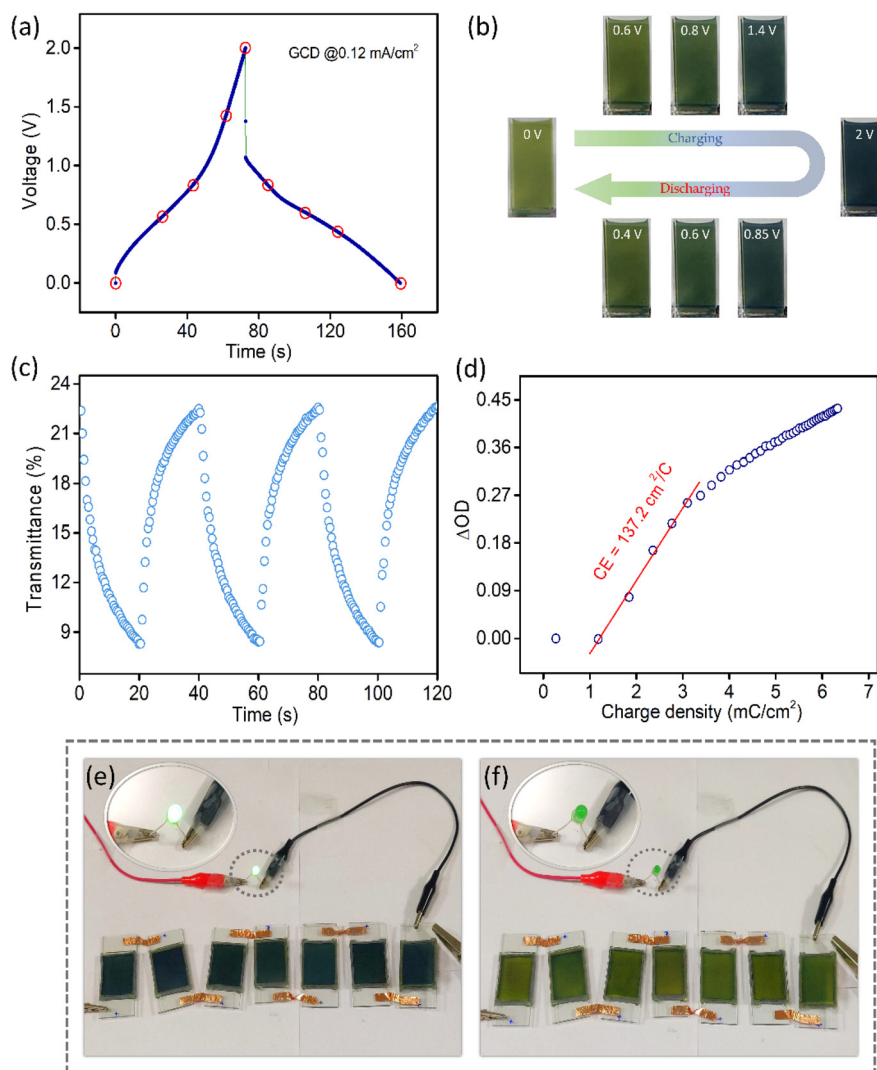 (a)
GCD @0.12 mA/cm²
2.0
1.5
1.0
0.5
0.0
Voltage (V)
0
40
80
120
160
Time (s)
(b)
0.6 V
0.8 V
1.4 V
0 V
Charging
2 V
Discharging
0.4 V
0.6 V
0.85 V
(c)
24
21
18
15
12
9
Transmittance (%)
0
20
40
60
80
100
120
Time (s)
(d)
0.45
0.36
0.27
0.18
0.09
0.00
ΔOD
CE = 137.2 cm²/C
0
1
2
3
4
5
6
7
Charge density (mC/cm²)
(e)
(f)